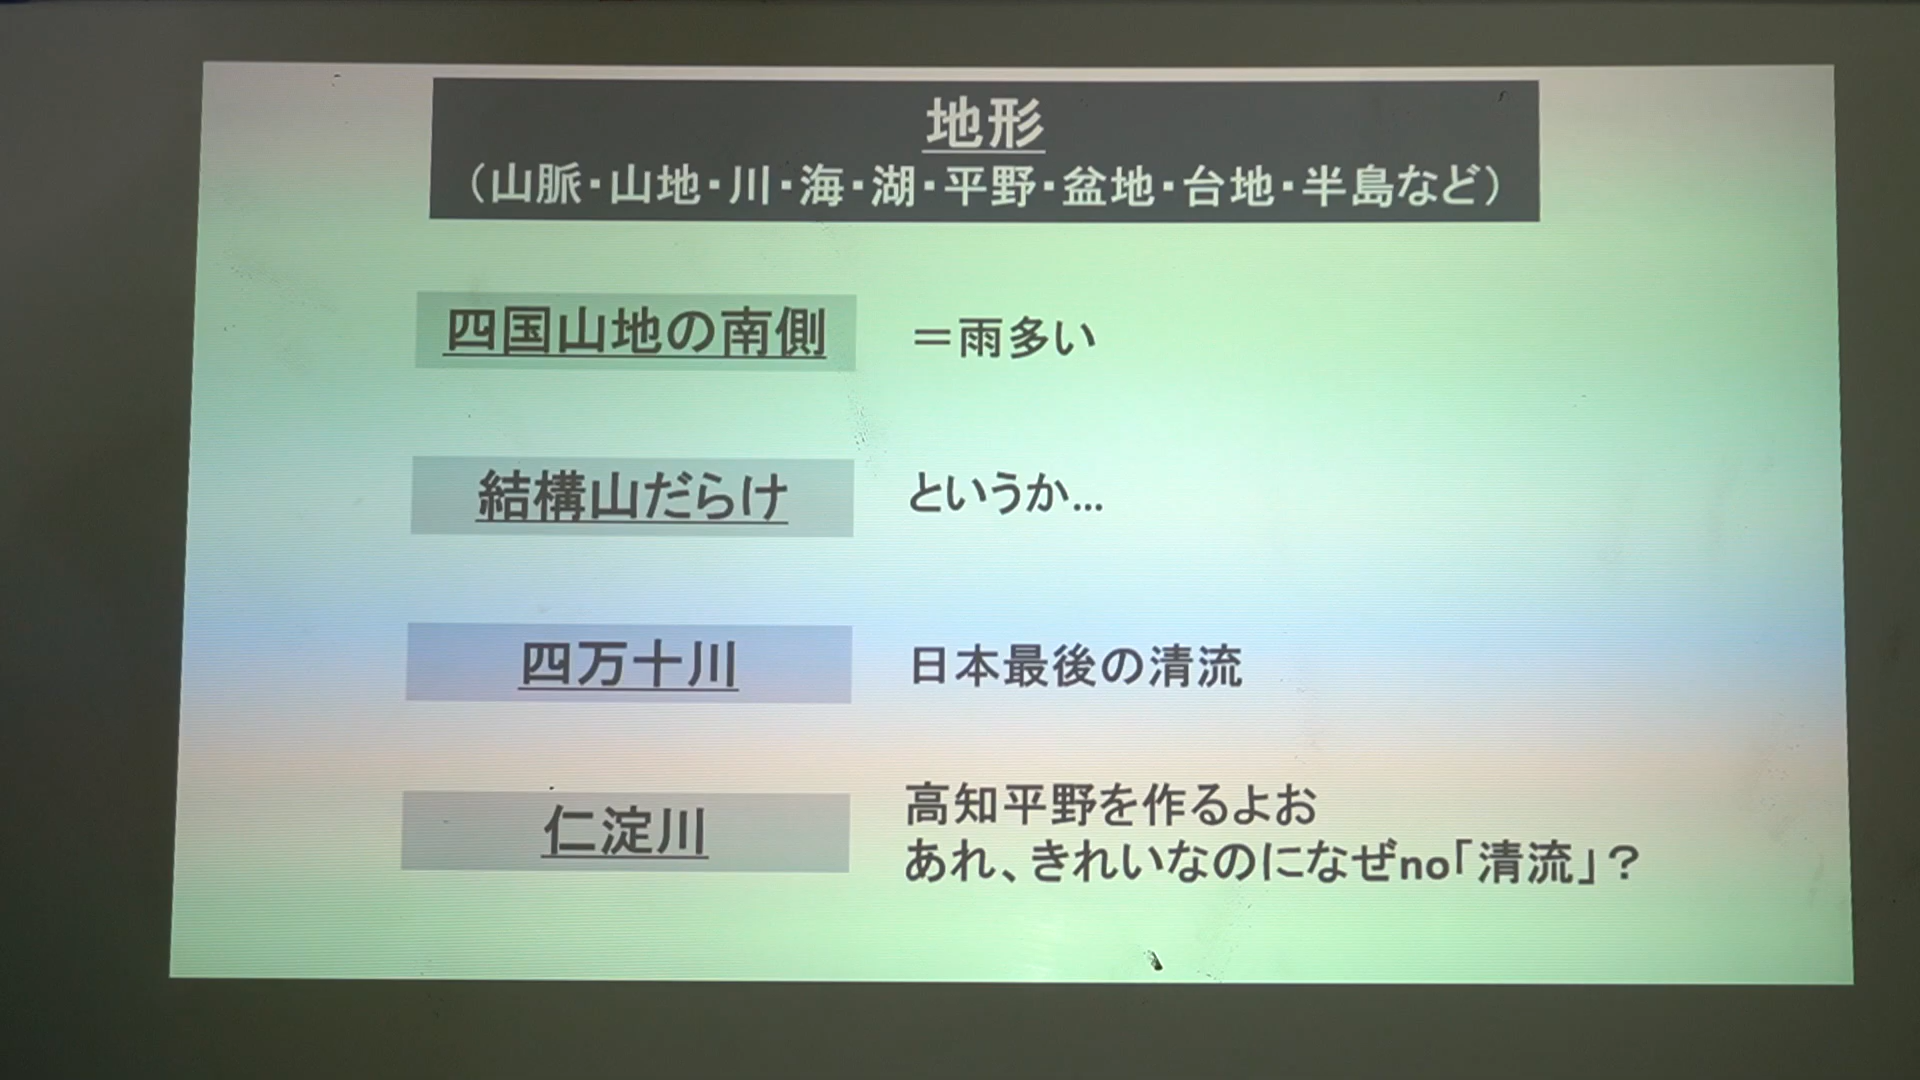 地形
（山脈・山地・川・海・湖・平野・盆地・台地・半島など）
四国山地の南側 ＝雨多い
結構山だらけ というか…
四万十川 日本最後の清流
仁淀川 高知平野を作るよお
あれ、きれいなのになぜno「清流」？